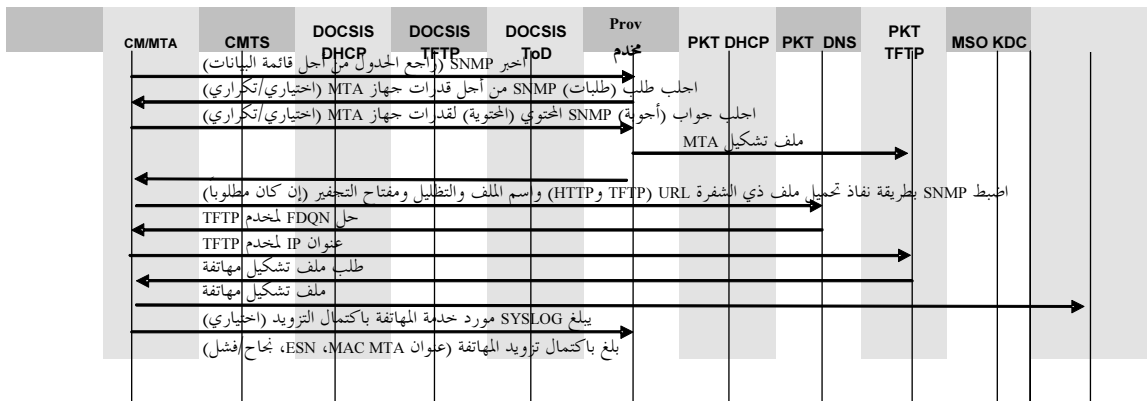 CM/MTA
CMTS
DOCSIS DHCP
DOCSIS TFTP
DOCSIS ToD
Prov مخدم
PKT DHCP
PKT DNS
PKT TFTP
MSO KDC
أخبر SNMP (راجع الجدول من أجل قائمة البيانات)
اجلب طلب (طلبات) SNMP من أجل قدرات جهاز MTA (اختياري/تكراري)
اجلب جواب (أجوبة) SNMP المحتوي (المحتوية) لقدرات جهاز MTA (اختياري/تكراري)
ملف تشكيل MTA
اضبط SNMP بطريقة نفاذ تحميل ملف ذي الشفرة URL (TFTP وHTTP) واسم الملف والتظليل ومفتاح التجفير (إن كان مطلوباً)
حل FDQN لمخدم TFTP
عنوان IP لمخدم TFTP
طلب ملف تشكيل مهاتفة
ملف تشكيل مهاتفة
يبلغ SYSLOG مورد خدمة المهاتفة باكتمال التزويد (اختياري)
بلغ باكتمال تزويد المهاتفة (عنوان MAC MTA، ESN، نجاح/فشل)